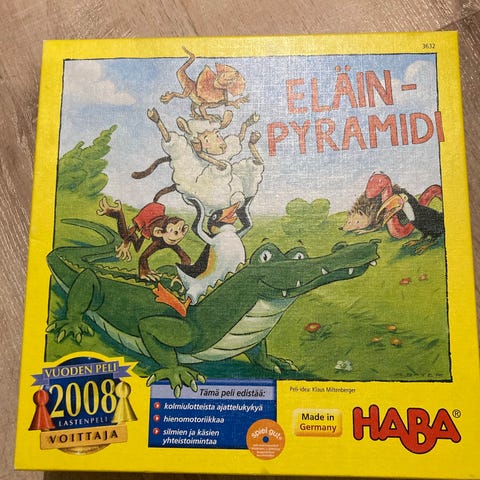 3632
ELÄIN-
PYRAMIDI
VUODEN PELI
2008
LASTENPELI
VOITTAJA
Tämä peli edistää:
kolmiulotteista ajattelukykyä
hienomotoriikkaa
silmien ja käsien
yhteistoimintaa
spiel gut
Peli-idea: Klaus Miltenberger
Made in
Germany
HABA®